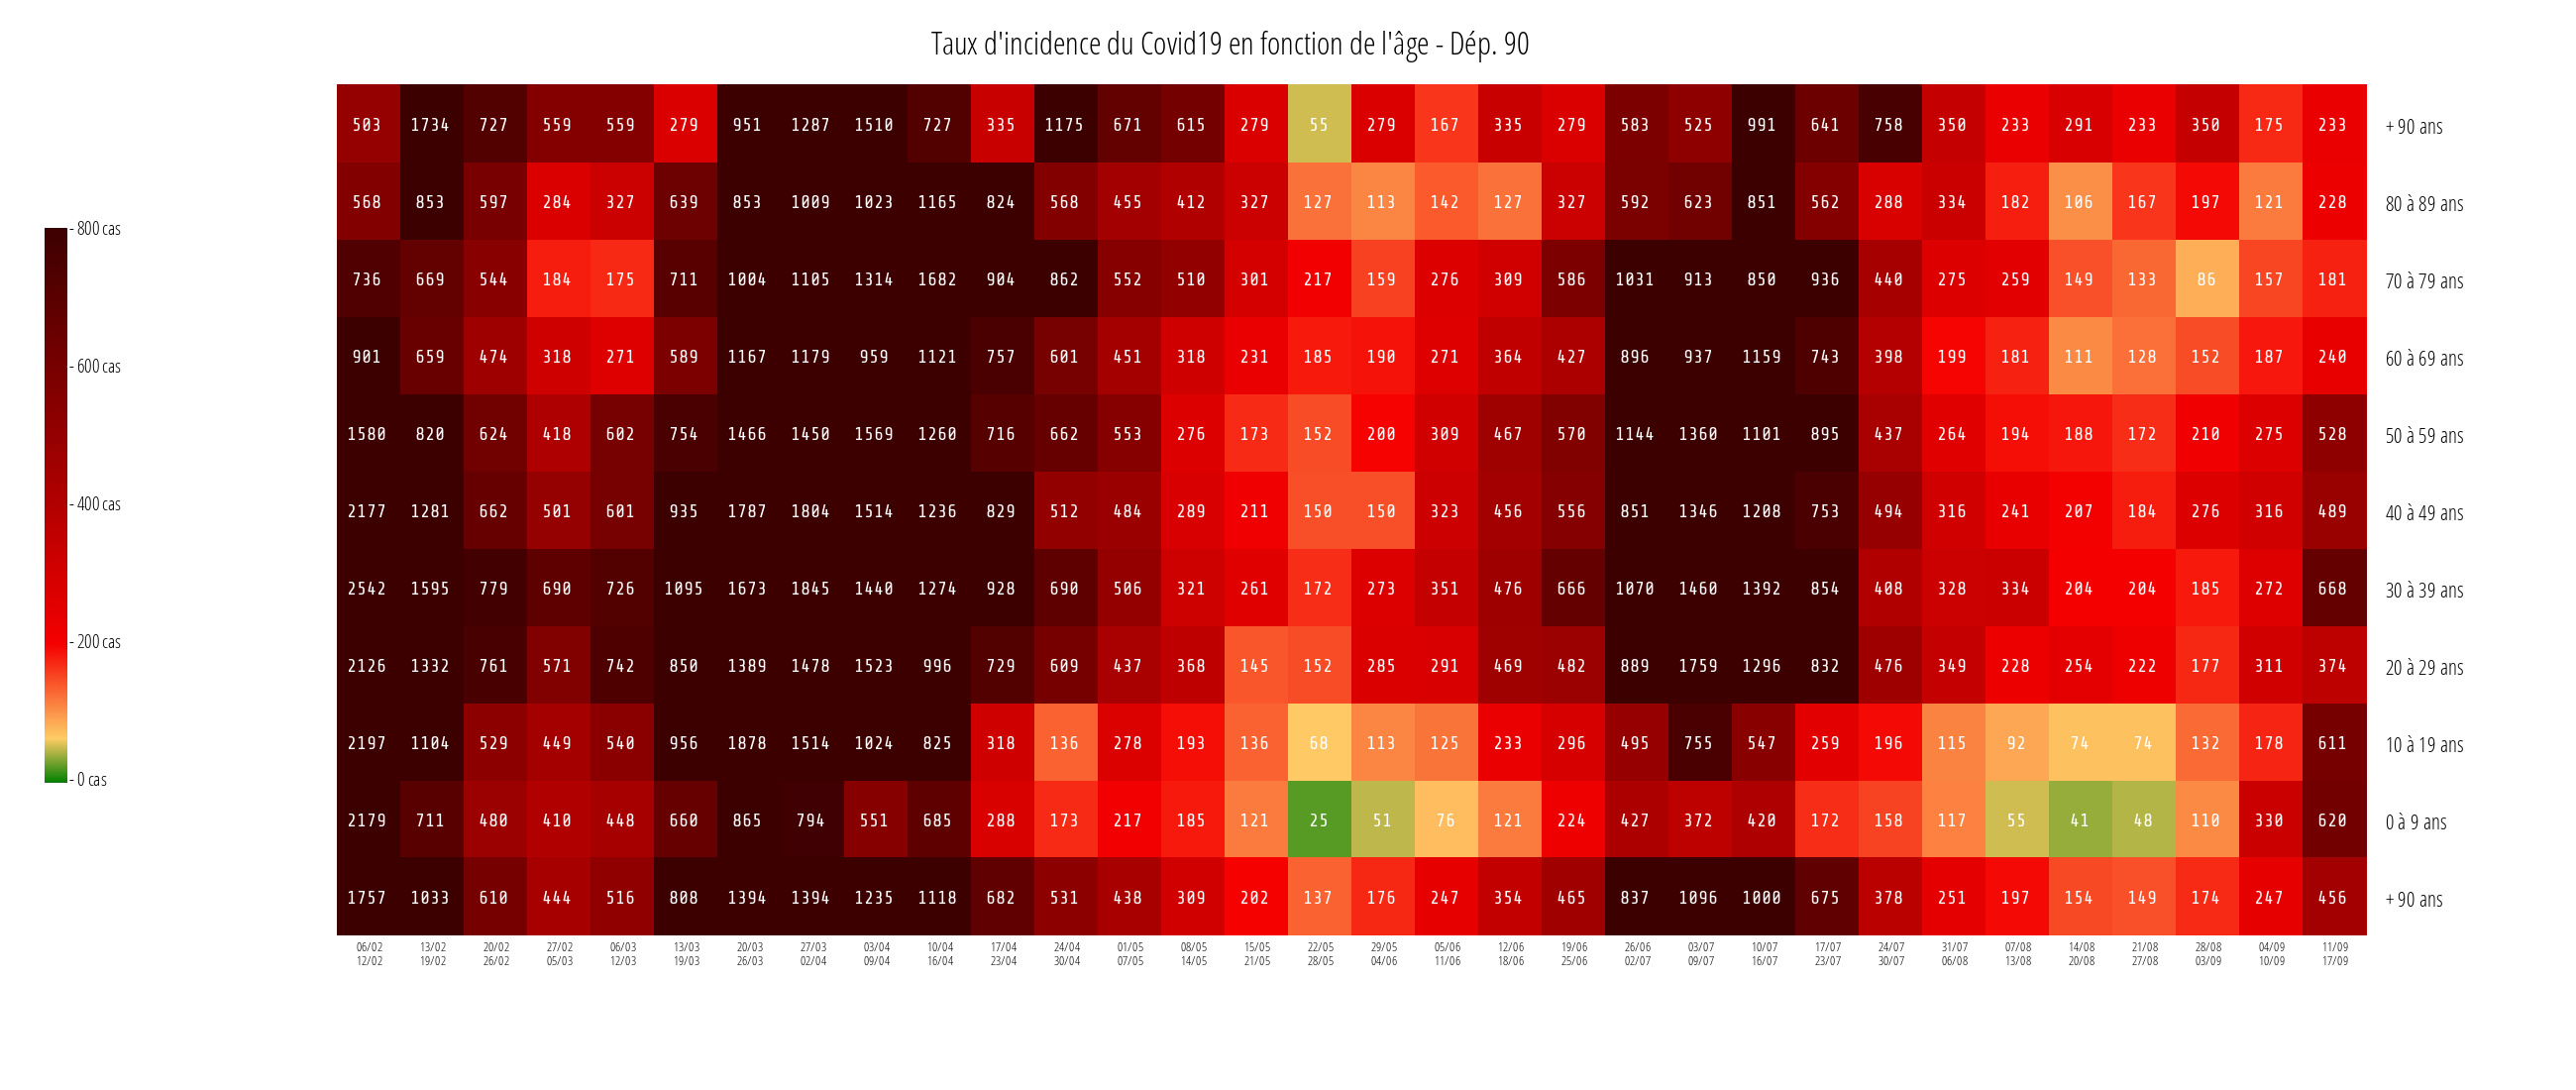 Taux d'incidence du Covid19 en fonction de l'âge - Dép. 90
- 800 cas
- 600 cas
- 400 cas
- 200 cas
- 0 cas
503 1734 727 559 559 279 951 1287 1510 727 335 1175 671 615 279 55 279 167 335 279 583 525 991 641 758 350 233 291 233 350 175 233 + 90 ans
568 853 597 284 327 639 853 1009 1023 1165 824 568 455 412 327 127 113 142 127 327 592 623 851 562 288 334 182 106 167 197 121 228 80 à 89 ans
736 669 544 184 175 711 1004 1105 1314 1682 904 862 552 510 301 217 159 276 309 586 1031 913 850 936 440 275 259 149 133 86 157 181 70 à 79 ans
901 659 474 318 271 589 1167 1179 959 1121 757 601 451 318 231 185 190 271 364 427 896 937 1159 743 398 199 181 111 128 152 187 240 60 à 69 ans
1580 820 624 418 602 754 1466 1450 1569 1260 716 662 553 276 173 152 200 309 467 570 1144 1360 1101 895 437 264 194 188 172 210 275 528 50 à 59 ans
2177 1281 662 501 601 935 1787 1804 1514 1236 829 512 484 289 211 150 150 323 456 556 851 1346 1208 753 494 316 241 207 184 276 316 489 40 à 49 ans
2542 1595 779 690 726 1095 1673 1845 1440 1274 928 690 506 321 261 172 273 351 476 666 1070 1460 1392 854 408 328 334 204 204 185 272 668 30 à 39 ans
2126 1332 761 571 742 850 1389 1478 1523 996 729 609 437 368 145 152 285 291 469 482 889 1759 1296 832 476 349 228 254 222 177 311 374 20 à 29 ans
2197 1104 529 449 540 956 1878 1514 1024 825 318 136 278 193 136 68 113 125 233 296 495 755 547 259 196 115 92 74 74 132 178 611 10 à 19 ans
2179 711 480 410 448 660 865 794 551 685 288 173 217 185 121 25 51 76 121 224 427 372 420 172 158 117 55 41 48 110 330 620 0 à 9 ans
1757 1033 610 444 516 808 1394 1394 1235 1118 682 531 438 309 202 137 176 247 354 465 837 1096 1000 675 378 251 197 154 149 174 247 456 + 90 ans
06/02 13/02 20/02 27/02 06/03 13/03 20/03 27/03 03/04 10/04 17/04 24/04 01/05 08/05 15/05 22/05 29/05 05/06 12/06 19/06 26/06 03/07 10/07 17/07 24/07 31/07 07/08 14/08 21/08 28/08 04/09 11/09
12/02 19/02 26/02 05/03 12/03 19/03 26/03 02/04 09/04 16/04 23/04 30/04 07/05 14/05 21/05 28/05 04/06 11/06 18/06 25/06 02/07 09/07 16/07 23/07 30/07 06/08 13/08 20/08 27/08 03/09 10/09 17/09